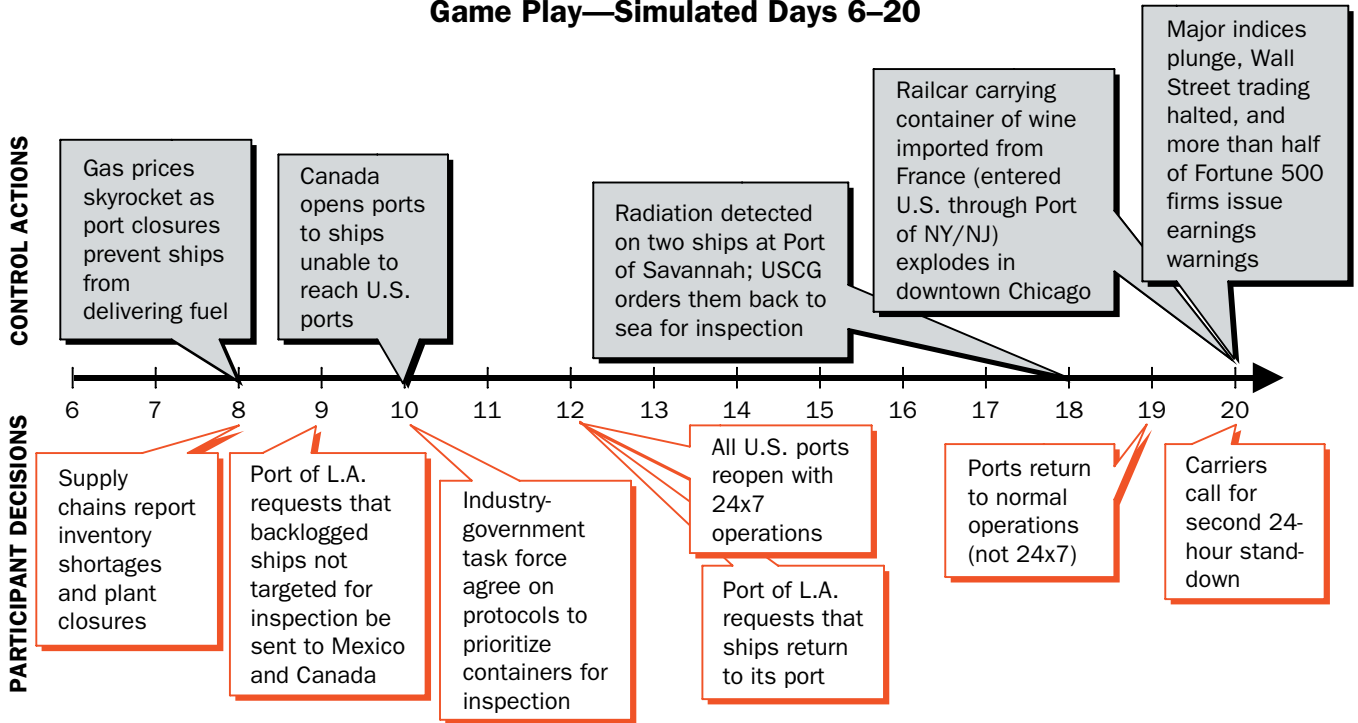 Game Play—Simulated Days 6–20
CONTROL ACTIONS
Gas prices
skyrocket as
port closures
prevent ships
from
delivering fuel
Canada
opens ports
to ships
unable to
reach U.S.
ports
Radiation detected
on two ships at Port
of Savannah; USCG
orders them back to
sea for inspection
Railcar carrying
container of wine
imported from
France (entered
U.S. through Port
of NY/NJ)
explodes in
downtown Chicago
Major indices
plunge, Wall
Street trading
halted, and
more than half
of Fortune 500
firms issue
earnings
warnings
6 7 8 9 10 11 12 13 14 15 16 17 18 19 20
PARTICIPANT DECISIONS
Supply
chains report
inventory
shortages
and plant
closures
Port of L.A.
requests that
backlogged
ships not
targeted for
inspection be
sent to Mexico
and Canada
Industry-
government
task force
agree on
protocols to
prioritize
containers for
inspection
All U.S. ports
reopen with
24x7
operations
Port of L.A.
requests that
ships return
to its port
Ports return
to normal
operations
(not 24x7)
Carriers
call for
second 24-
hour stand-
down